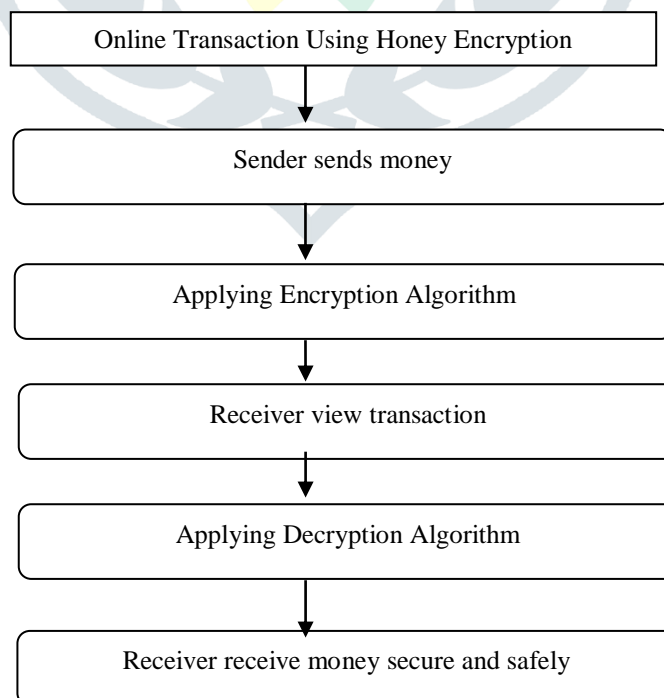 Online Transaction Using Honey Encryption
Sender sends money
Applying Encryption Algorithm
Receiver view transaction
Applying Decryption Algorithm
Receiver receive money secure and safely